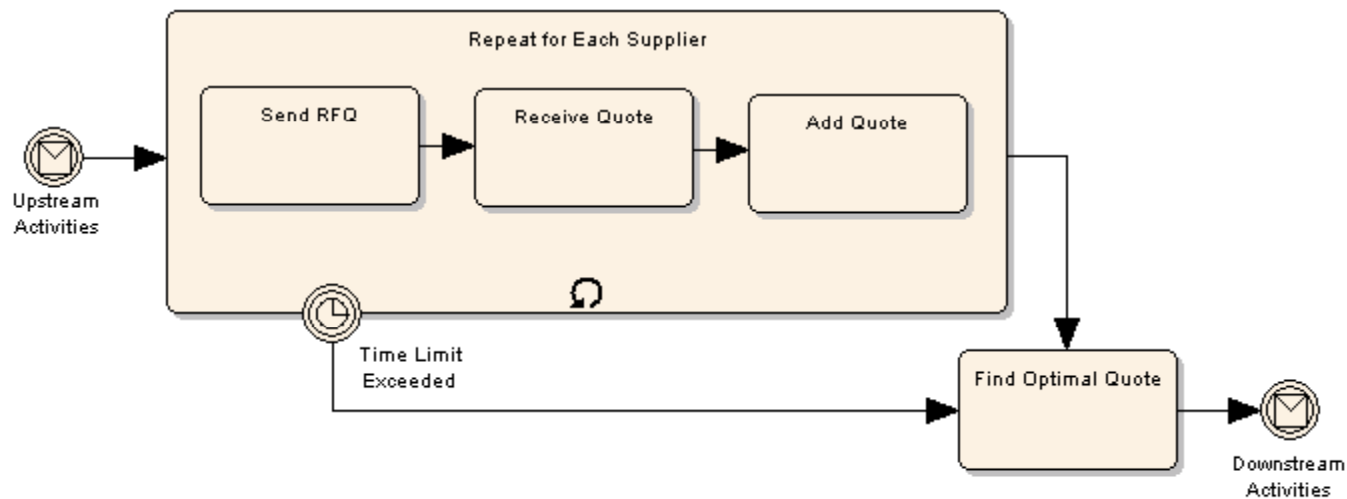 Repeat for Each Supplier
Send RFQ
Receive Quote
Add Quote
Upstream
Activities
Time Limit
Exceeded
Find Optimal Quote
Downstream
Activities